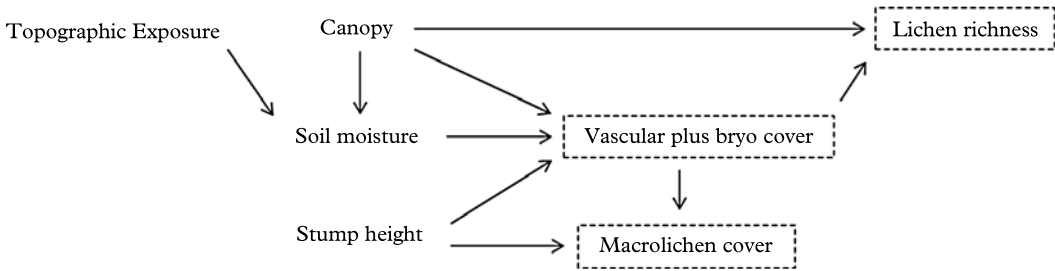 Topographic Exposure
Canopy
Lichen richness
Soil moisture
Vascular plus bryo cover
Stump height
Macrolichen cover